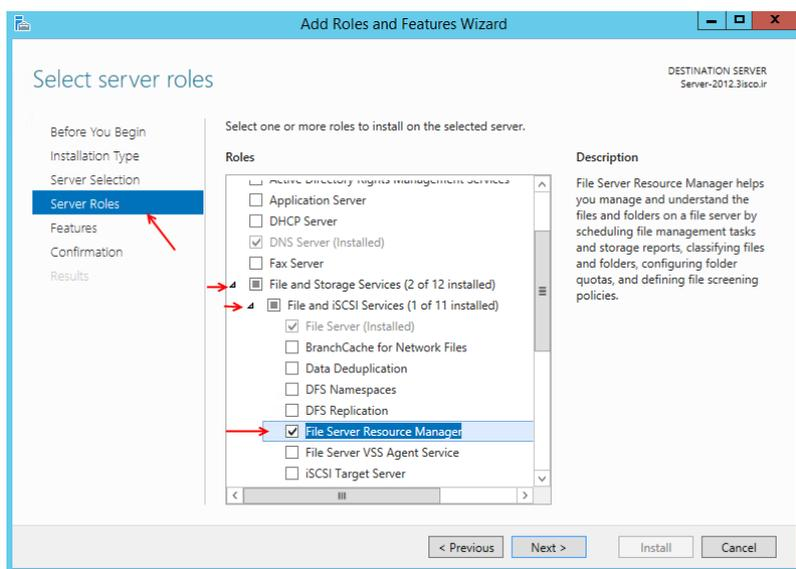 Add Roles and Features Wizard
Select server roles
DESTINATION SERVER
Server-2012.3isco.ir
Before You Begin
Installation Type
Server Selection
Server Roles
Features
Confirmation
Results
Select one or more roles to install on the selected server.
Roles
Active Directory Rights Management Services
Application Server
DHCP Server
DNS Server (Installed)
Fax Server
File and Storage Services (2 of 12 installed)
File and iSCSI Services (1 of 11 installed)
File Server (Installed)
BranchCache for Network Files
Data Deduplication
DFS Namespaces
DFS Replication
File Server Resource Manager
File Server VSS Agent Service
iSCSI Target Server
Description
File Server Resource Manager helps
you manage and understand the
files and folders on a file server by
scheduling file management tasks
and storage reports, classifying files
and folders, configuring folder
quotas, and defining file screening
policies.
< Previous
Next >
Install
Cancel